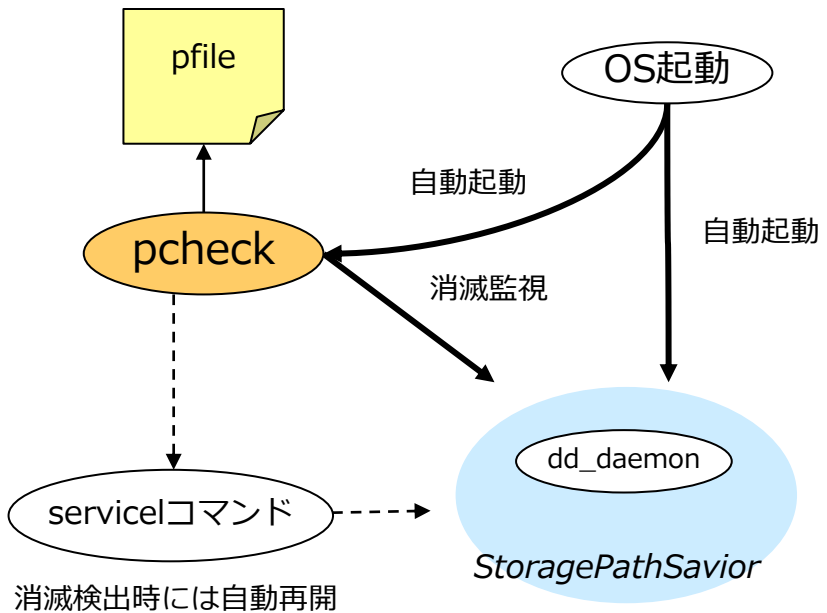 pfile
OS起動
自動起動
自動起動
pcheck
消滅監視
dd_daemon
servicelコマンド
StoragePathSavior
消滅検出時には自動再開